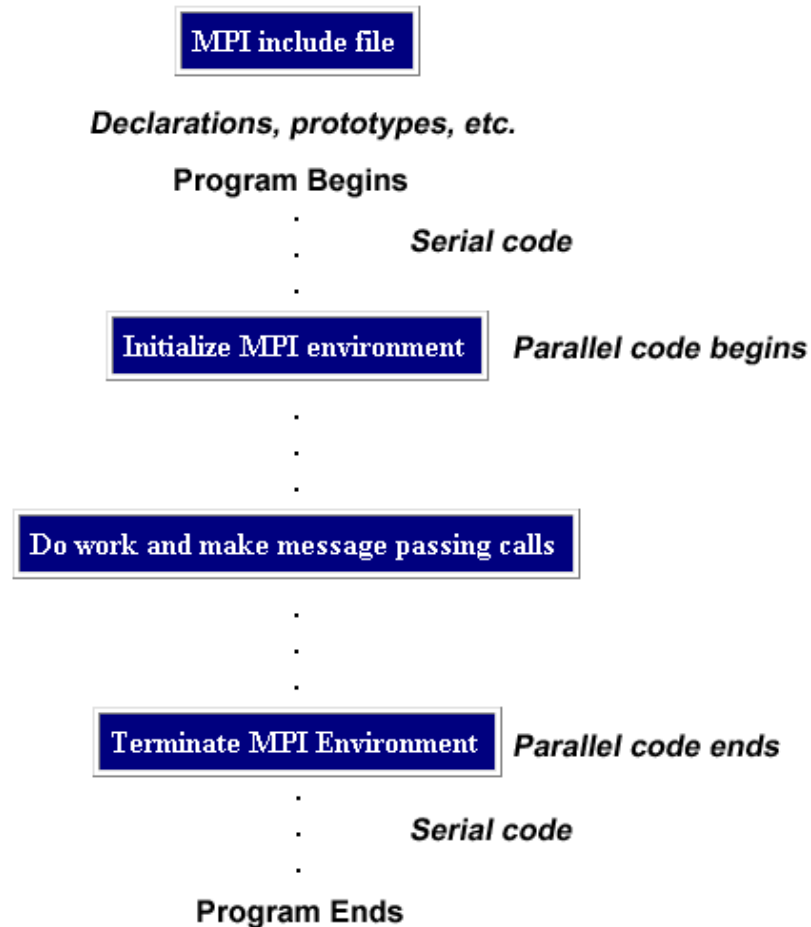 MPI include file
Declarations, prototypes, etc.
Program Begins
Serial code
Initialize MPI environment
Parallel code begins
Do work and make message passing calls
Terminate MPI Environment
Parallel code ends
Serial code
Program Ends